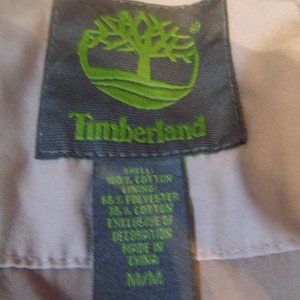 ®
Timberland
SHELL:
100% COTTON
LINING:
65% POLYESTER
35% COTTON
EXCLUSIVE OF
DECORATION
MADE IN
CHINA
M/M